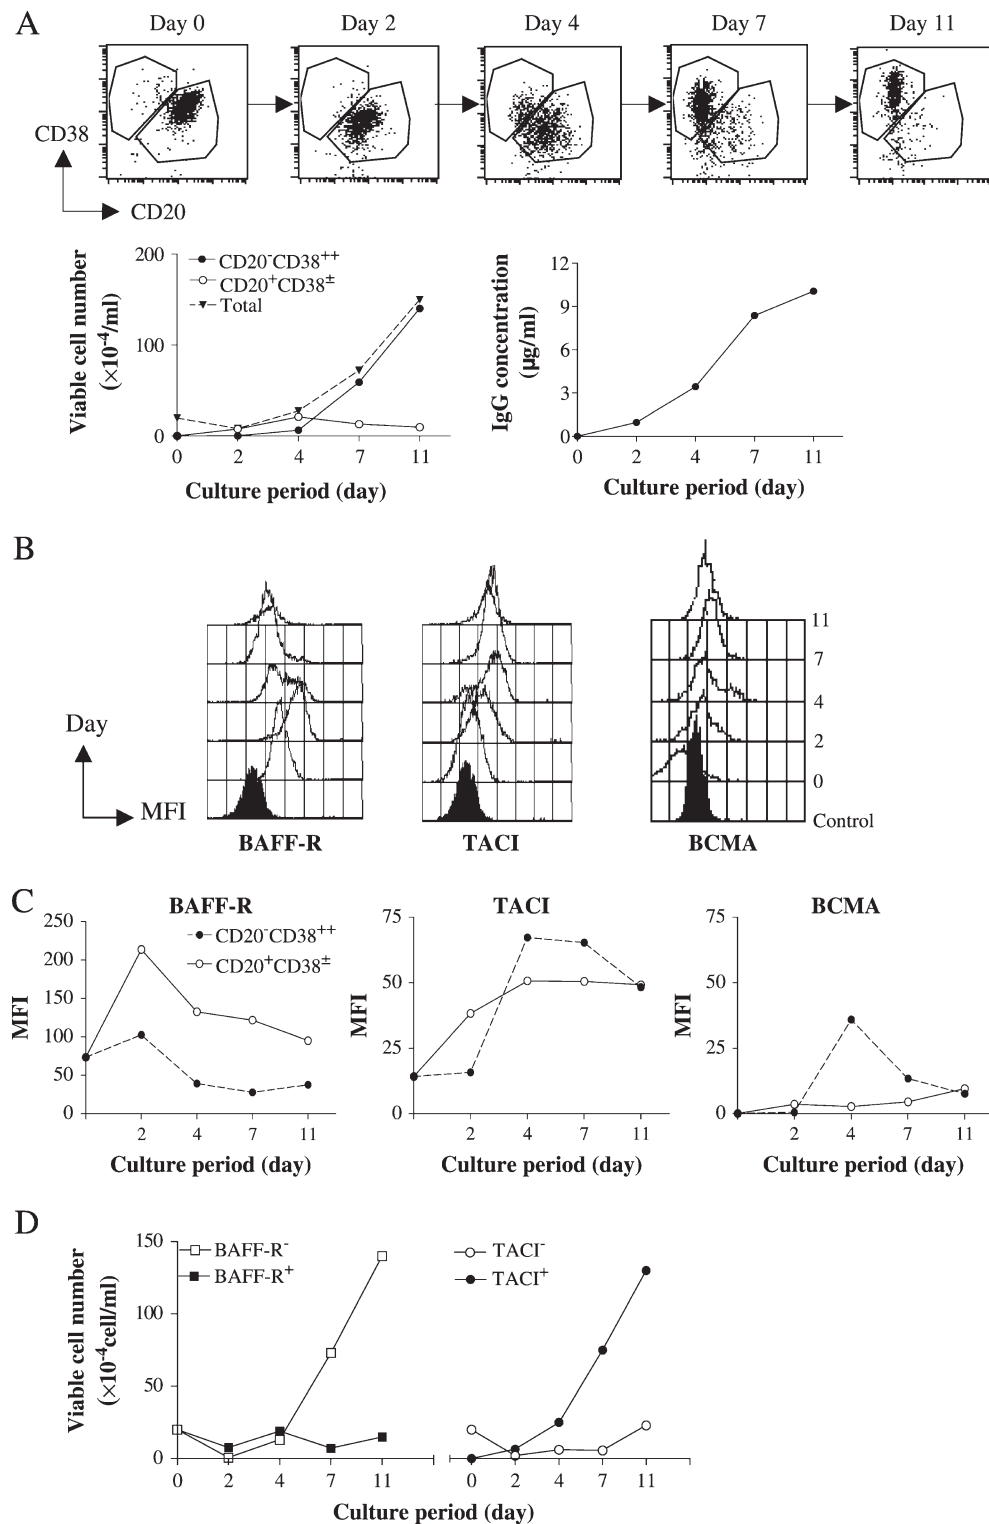 A
Day 0
Day 2
Day 4
Day 7
Day 11
CD38
CD20
Viable cell number
(×10⁻⁴/ml)
200
100
0
CD20⁻CD38⁺⁺
CD20⁺CD38±
Total
0 2 4 7 11
Culture period (day)
IgG concentration
(µg/ml)
12
9
6
3
0
0 2 4 7 11
Culture period (day)
B
Day
MFI
BAFF-R
TACI
BCMA
11
7
4
2
0
Control
C
BAFF-R
MFI
250
200
150
100
50
0
CD20⁻CD38⁺⁺
CD20⁺CD38±
2 4 7 11
Culture period (day)
TACI
MFI
75
50
25
0
2 4 7 11
Culture period (day)
BCMA
MFI
75
50
25
0
2 4 7 11
Culture period (day)
D
Viable cell number
(×10⁻⁴cell/ml)
150
100
50
0
BAFF-R⁻
BAFF-R⁺
0 2 4 7 11
TACI⁻
TACI⁺
0 2 4 7 11
Culture period (day)